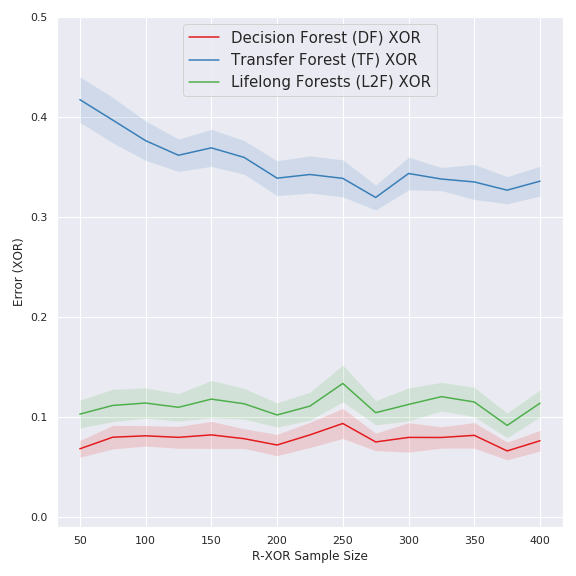 Decision Forest (DF) XOR
Transfer Forest (TF) XOR
Lifelong Forests (L2F) XOR
0.5
0.4
0.3
0.2
0.1
0.0
Error (XOR)
50 100 150 200 250 300 350 400
R-XOR Sample Size